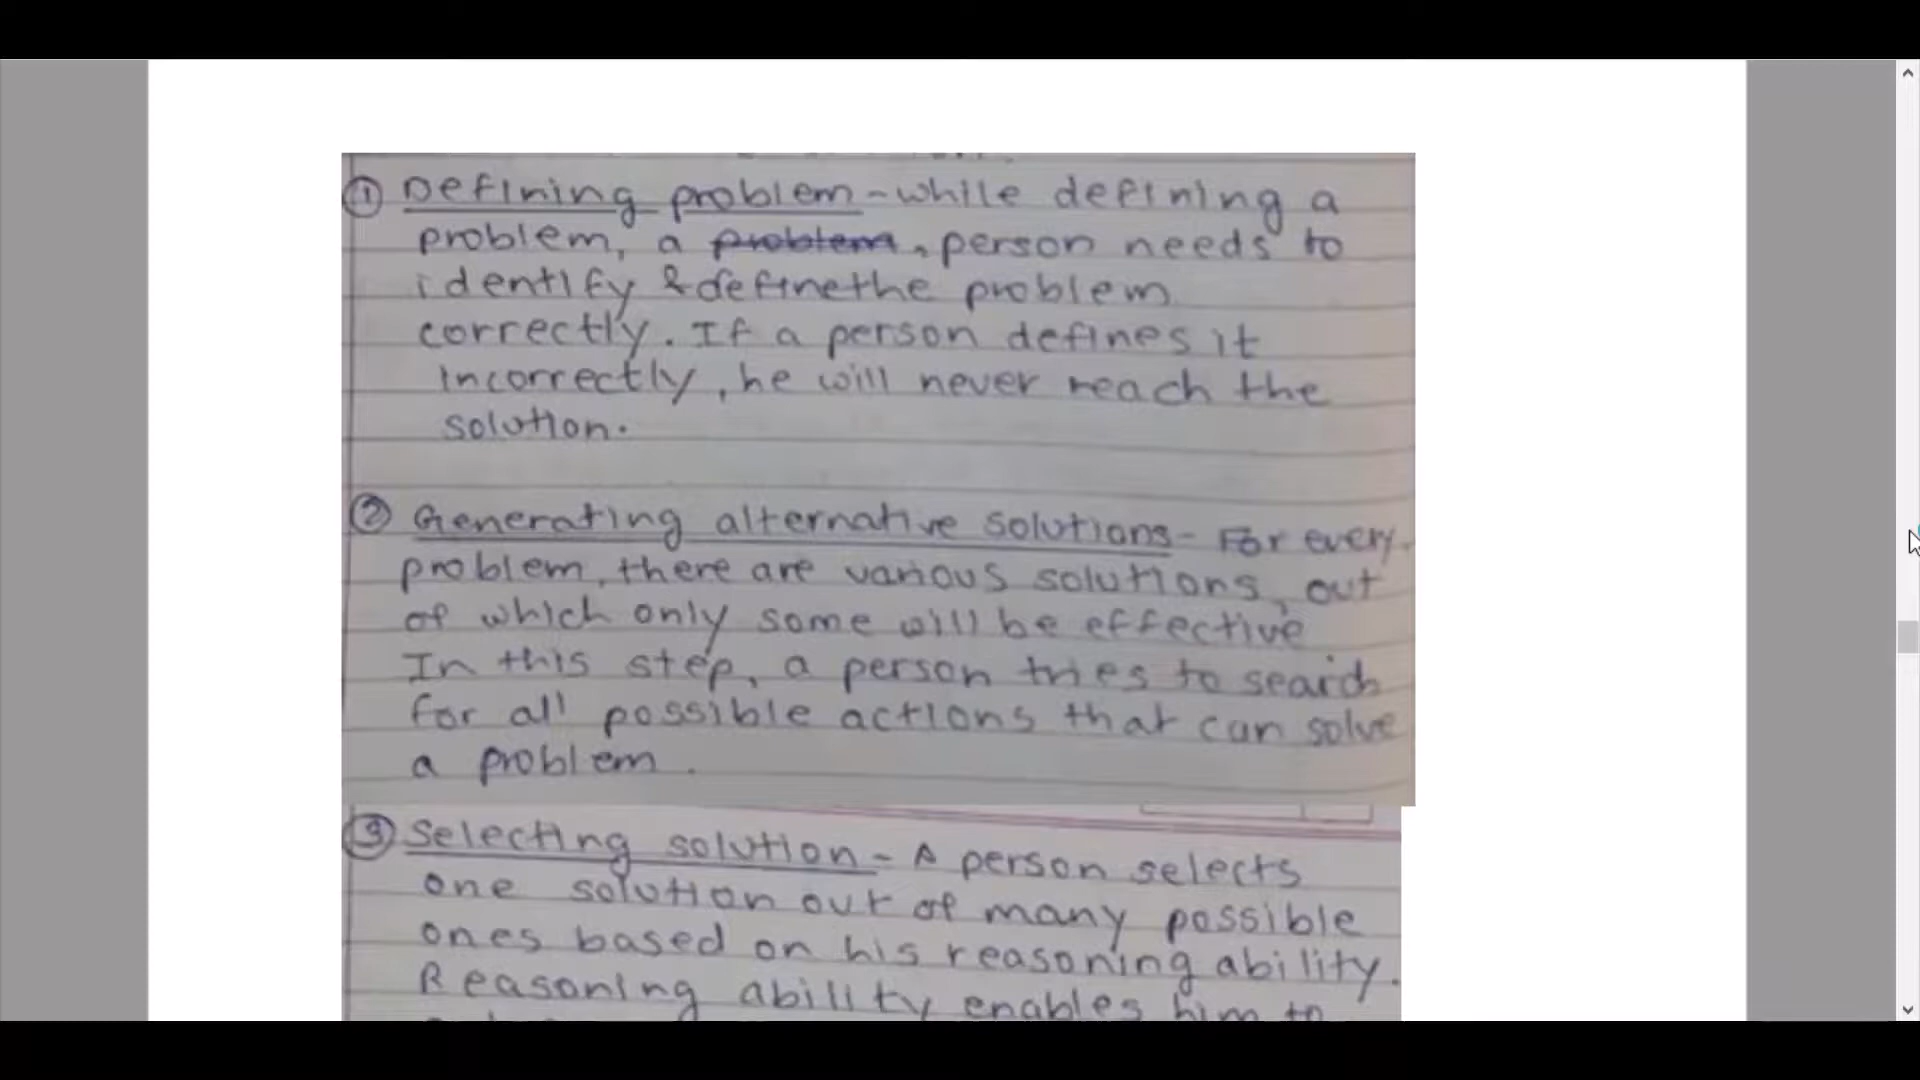 ① Defining problem - while defining a
problem, a problem, person needs to
identify & define the problem
correctly. If a person defines it
incorrectly, he will never reach the
solution.
② Generating alternative solutions - For every
problem, there are various solutions, out
of which only some will be effective
In this step, a person tries to search
for all possible actions that can solve
a problem.
③ Selecting solution - A person selects
one solution out of many possible
ones based on his reasoning ability.
Reasoning ability enables him to